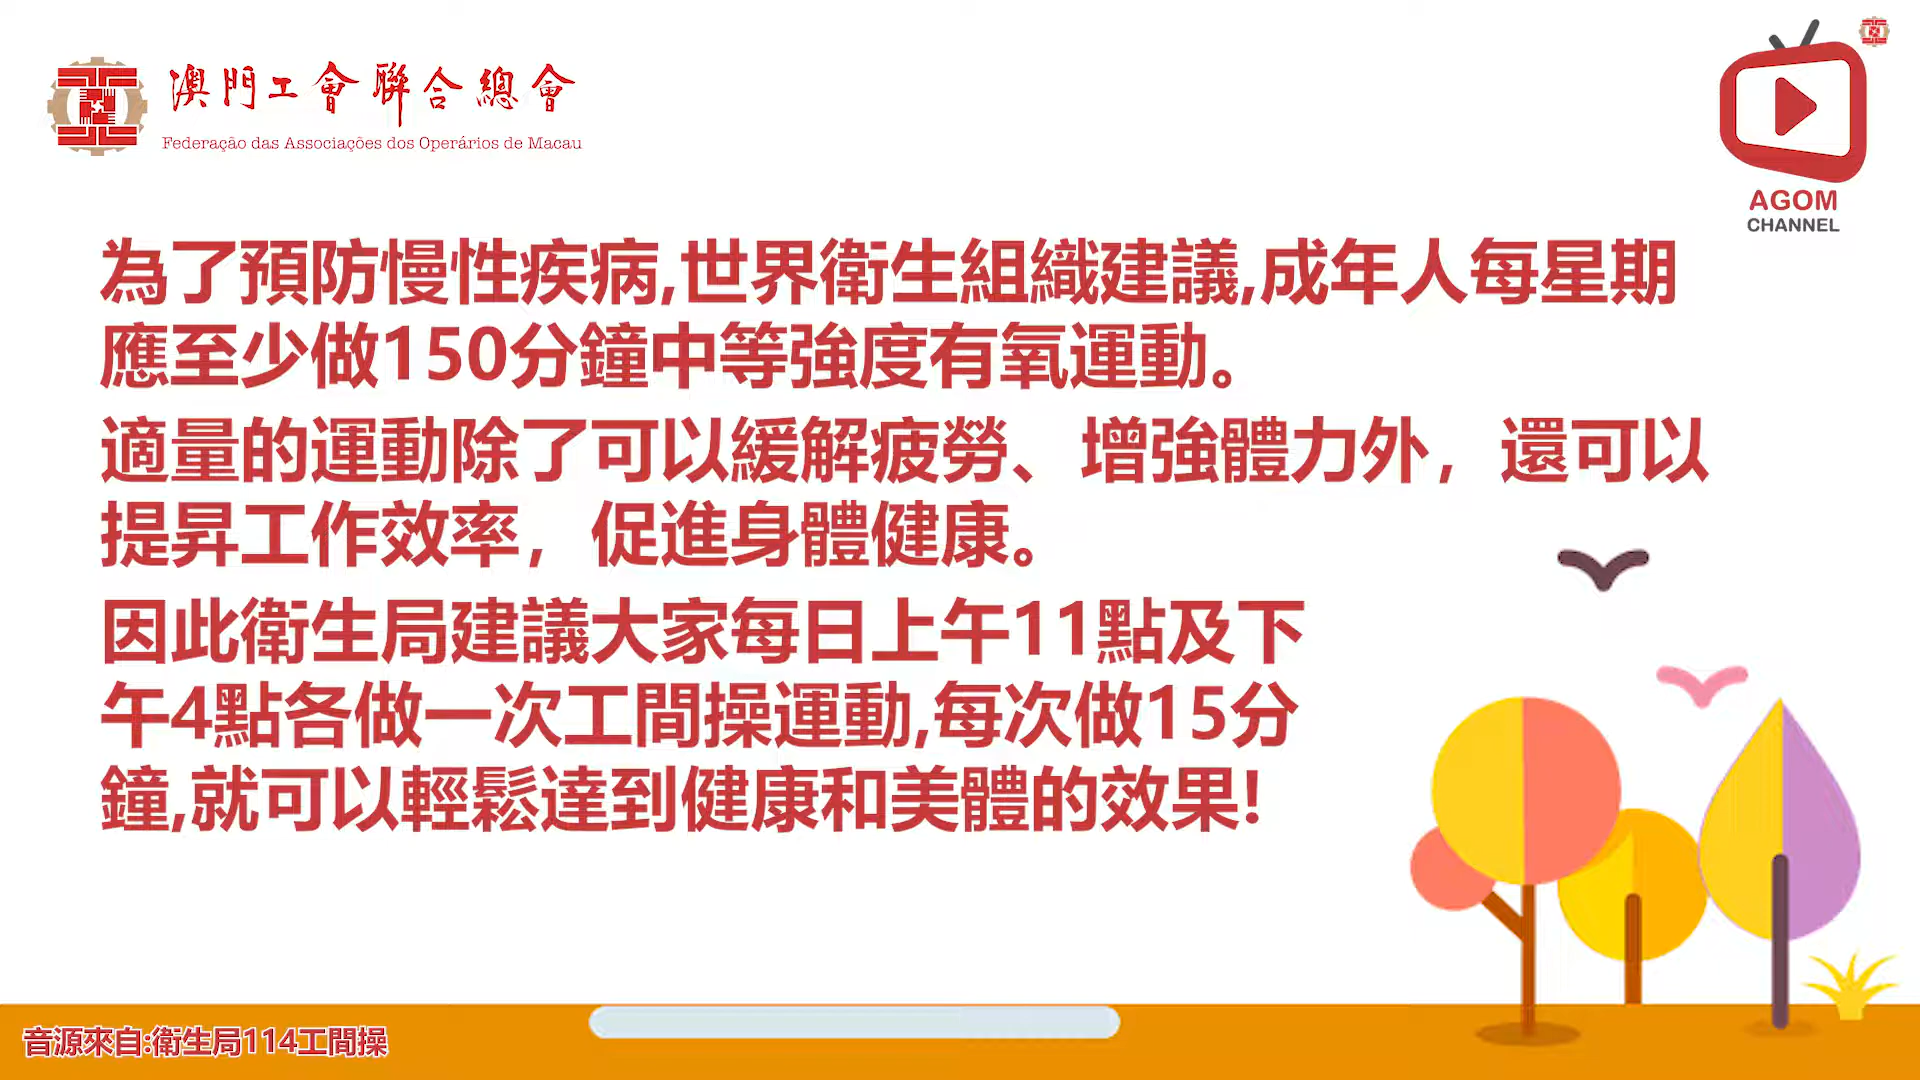 澳門工會聯合總會
Federação das Associações dos Operários de Macau
AGOM
CHANNEL
為了預防慢性疾病,世界衛生組織建議,成年人每星期
應至少做150分鐘中等強度有氧運動。
適量的運動除了可以緩解疲勞、增強體力外，還可以
提昇工作效率，促進身體健康。
因此衛生局建議大家每日上午11點及下
午4點各做一次工間操運動,每次做15分
鐘,就可以輕鬆達到健康和美體的效果!
音源來自:衛生局114工間操